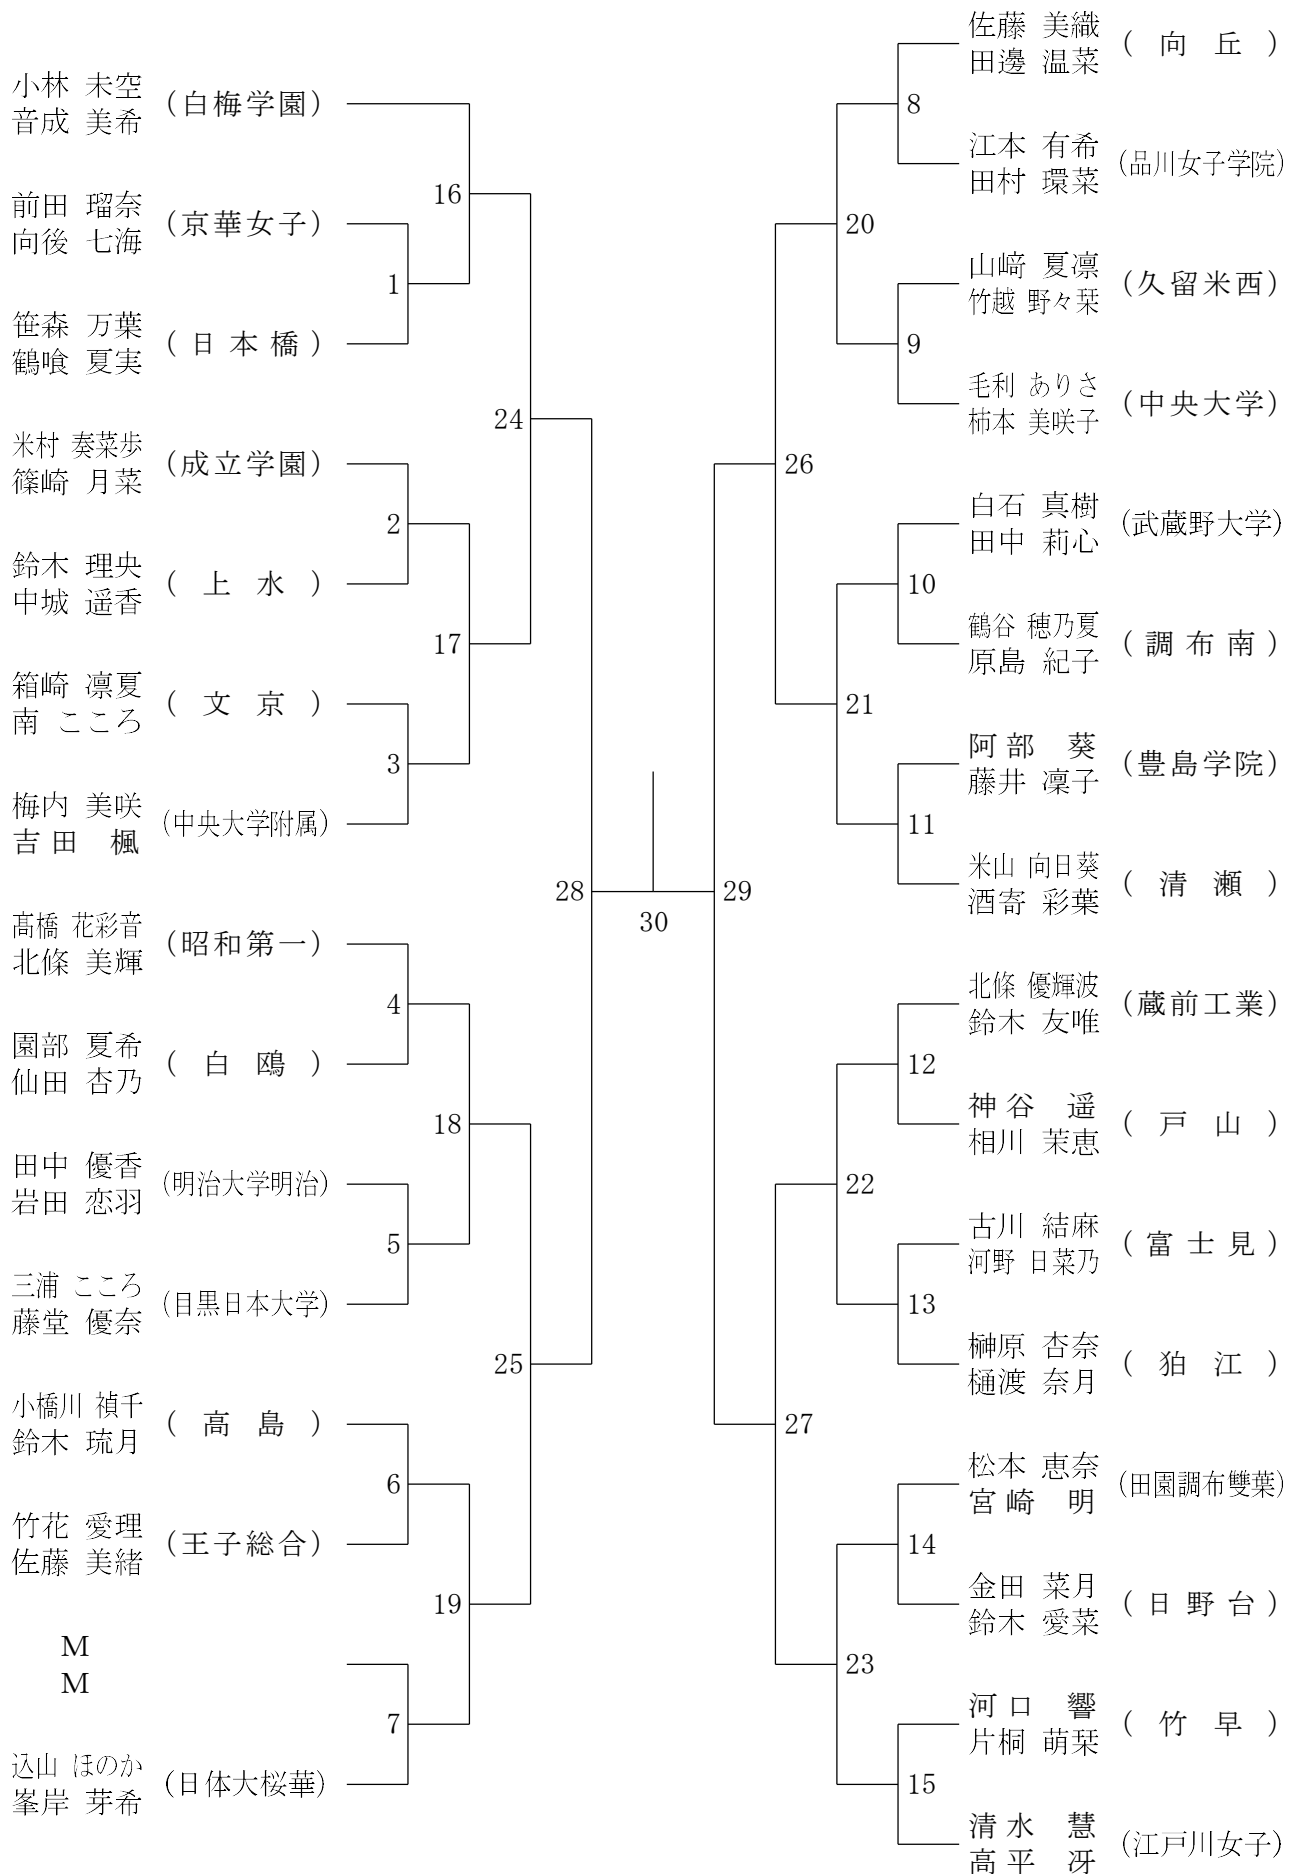 小林 未空
音成 美希
(白梅学園)
前田 瑠奈
向後 七海
(京華女子)
笹森 万葉
鶴喰 夏実
(日本橋)
米村 奏菜歩
篠崎 月菜
(成立学園)
鈴木 理央
中城 遥香
(上水)
箱崎 凛夏
南 こころ
(文京)
梅内 美咲
吉田 楓
(中央大学附属)
髙橋 花彩音
北條 美輝
(昭和第一)
園部 夏希
仙田 杏乃
(白鴎)
田中 優香
岩田 恋羽
(明治大学明治)
三浦 こころ
藤堂 優奈
(目黒日本大学)
小橋川 禎千
鈴木 琉月
(高島)
竹花 愛理
佐藤 美緒
(王子総合)
M
M
込山 ほのか
峯岸 芽希
(日体大桜華)
1
2
3
4
5
6
7
16
17
18
19
24
25
28
30
29
26
27
20
21
22
23
8
9
10
11
12
13
14
15
佐藤 美織
田邊 温菜
(向丘)
江本 有希
田村 環菜
(品川女子学院)
山﨑 夏凛
竹越 野々栞
(久留米西)
毛利 ありさ
柿本 美咲子
(中央大学)
白石 真樹
田中 莉心
(武蔵野大学)
鶴谷 穂乃夏
原島 紀子
(調布南)
阿部 葵
藤井 凜子
(豊島学院)
米山 向日葵
酒寄 彩葉
(清瀬)
北條 優輝波
鈴木 友唯
(蔵前工業)
神谷 遥
相川 茉恵
(戸山)
古川 結麻
河野 日菜乃
(富士見)
榊原 杏奈
樋渡 奈月
(狛江)
松本 恵奈
宮崎 明
(田園調布雙葉)
金田 菜月
鈴木 愛菜
(日野台)
河口 響
片桐 萌栞
(竹早)
清水 慧
高平 冴
(江戸川女子)